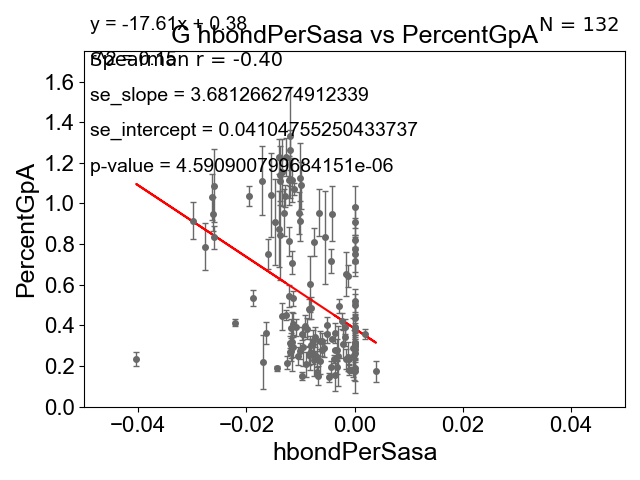 y = -17.61x + 0.38
N = 132
G hbondPerSasa vs PercentGpA
Spearman r = -0.40
se_slope = 3.681266274912339
se_intercept = 0.04104755250433737
p-value = 4.590900799684151e-06
1.6
1.4
1.2
1.0
0.8
0.6
0.4
0.2
0.0
PercentGpA
−0.04
−0.02
0.00
0.02
0.04
hbondPerSasa